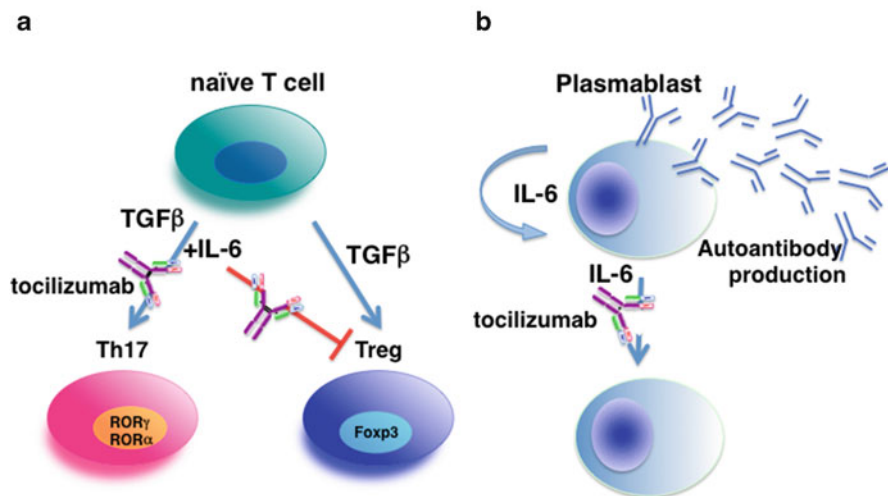 a
naïve T cell
TGFβ
+IL-6
TGFβ
tocilizumab
Th17
Treg
RORγ
RORα
Foxp3
b
Plasmablast
IL-6
Autoantibody
production
IL-6
tocilizumab